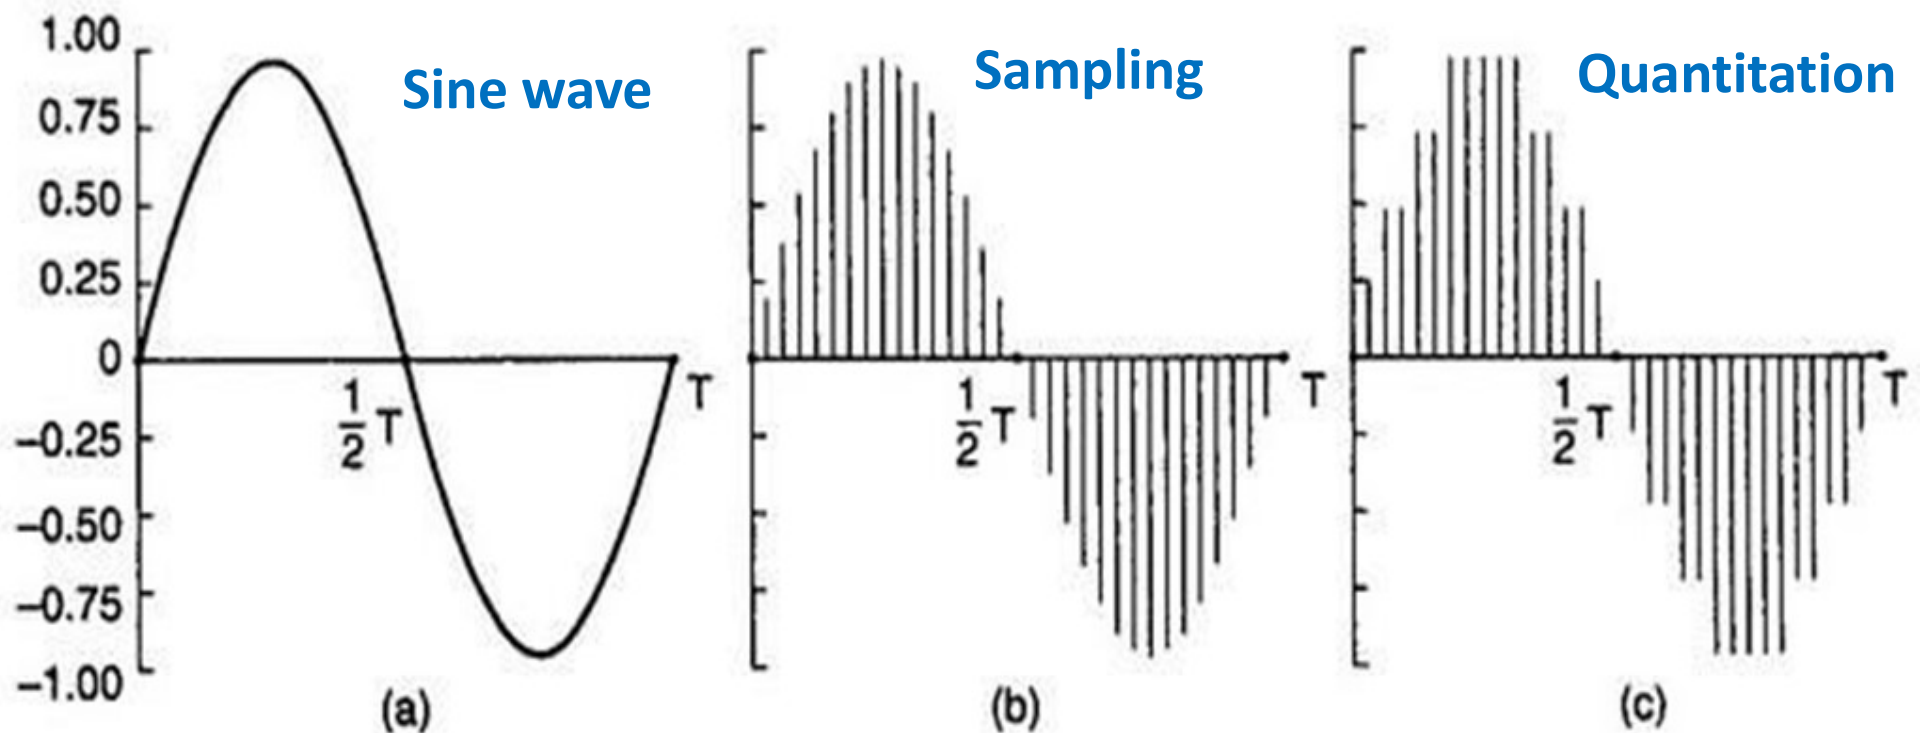 Sine wave
Sampling
Quantitation
1.00
0.75
0.50
0.25
0
-0.25
-0.50
-0.75
-1.00
1/2 T
T
1/2 T
T
1/2 T
T
(a)
(b)
(c)